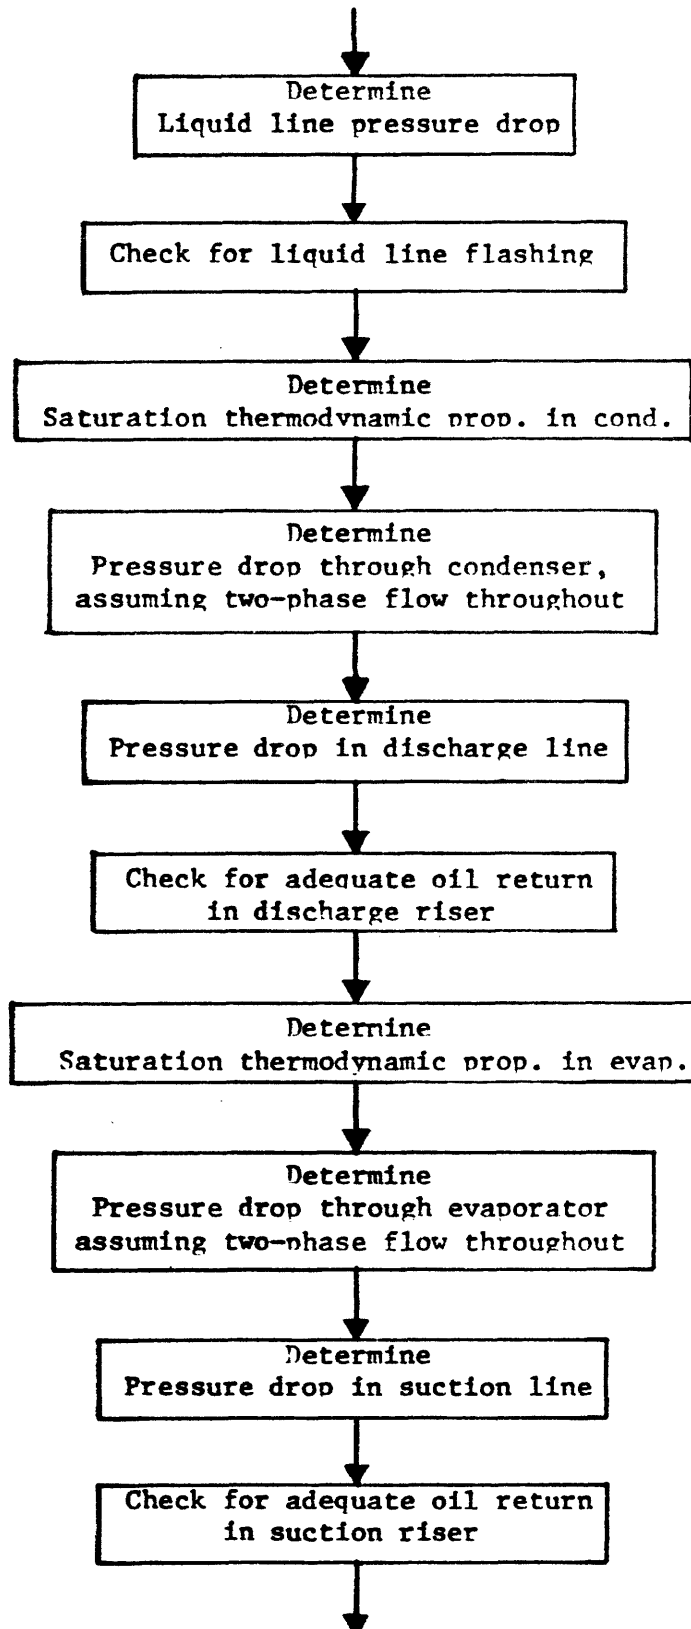 Determine
Liquid line pressure drop
Check for liquid line flashing
Determine
Saturation thermodynamic prop. in cond.
Determine
Pressure drop through condenser,
assuming two-phase flow throughout
Determine
Pressure drop in discharge line
Check for adequate oil return
in discharge riser
Determine
Saturation thermodynamic prop. in evap.
Determine
Pressure drop through evaporator
assuming two-phase flow throughout
Determine
Pressure drop in suction line
Check for adequate oil return
in suction riser